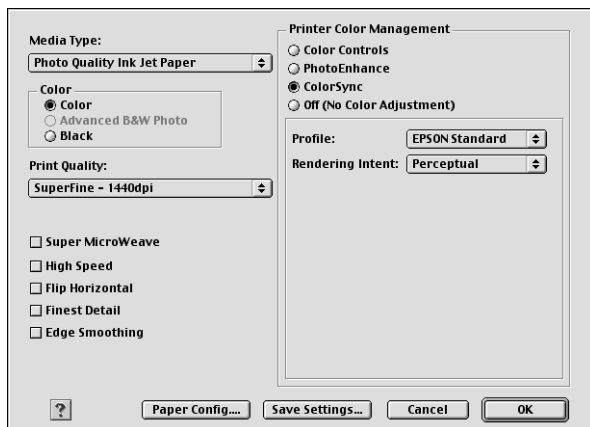 Media Type:
Photo Quality Ink Jet Paper
Color
Color
Advanced B&W Photo
Black
Print Quality:
SuperFine - 1440dpi
Super MicroWeave
High Speed
Flip Horizontal
Finest Detail
Edge Smoothing
Printer Color Management
Color Controls
PhotoEnhance
ColorSync
Off (No Color Adjustment)
Profile: EPSON Standard
Rendering Intent: Perceptual
? Paper Config.... Save Settings... Cancel OK